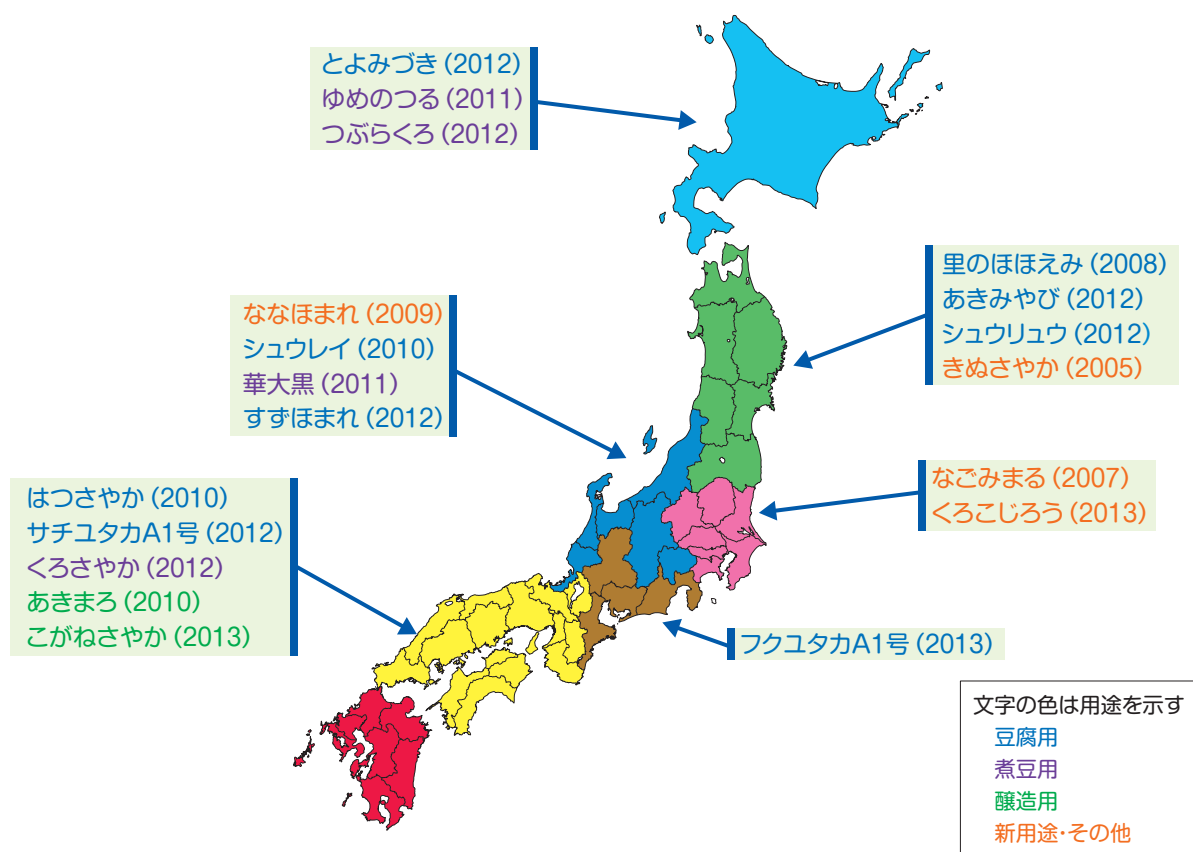 とよみづき（2012）
ゆめのつる（2011）
つぶらくろ（2012）
里のほほえみ（2008）
あきみやび（2012）
シュウリュウ（2012）
きぬさやか（2005）
ななほまれ（2009）
シュウレイ（2010）
華大黒（2011）
すずほまれ（2012）
なごみまる（2007）
くろこじろう（2013）
はつさやか（2010）
サチユタカA1号（2012）
くろさやか（2012）
あきまろ（2010）
こがねさやか（2013）
フクユタカA1号（2013）
文字の色は用途を示す
豆腐用
煮豆用
醸造用
新用途・その他